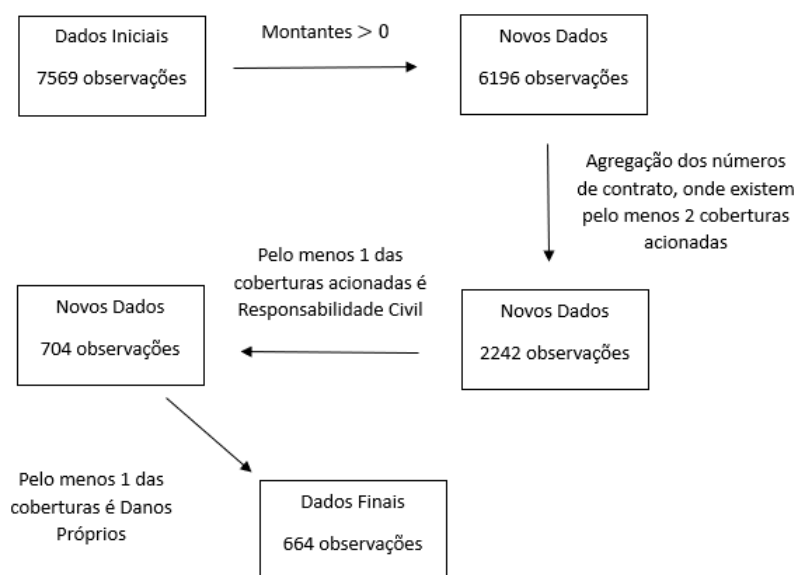 Dados Iniciais
7569 observações
Montantes > 0
Novos Dados
6196 observações
Agregação dos números
de contrato, onde existem
pelo menos 2 coberturas
acionadas
Novos Dados
2242 observações
Pelo menos 1 das
coberturas acionadas é
Responsabilidade Civil
Novos Dados
704 observações
Pelo menos 1 das
coberturas é Danos
Próprios
Dados Finais
664 observações